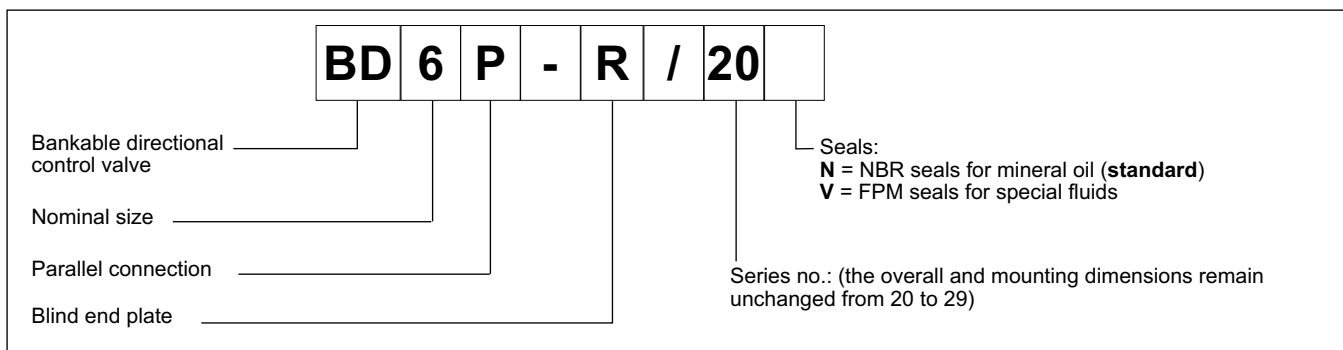 BD 6 P - R / 20
Bankable directional
control valve
Nominal size
Parallel connection
Blind end plate
Seals:
N = NBR seals for mineral oil (standard)
V = FPM seals for special fluids
Series no.: (the overall and mounting dimensions remain
unchanged from 20 to 29)